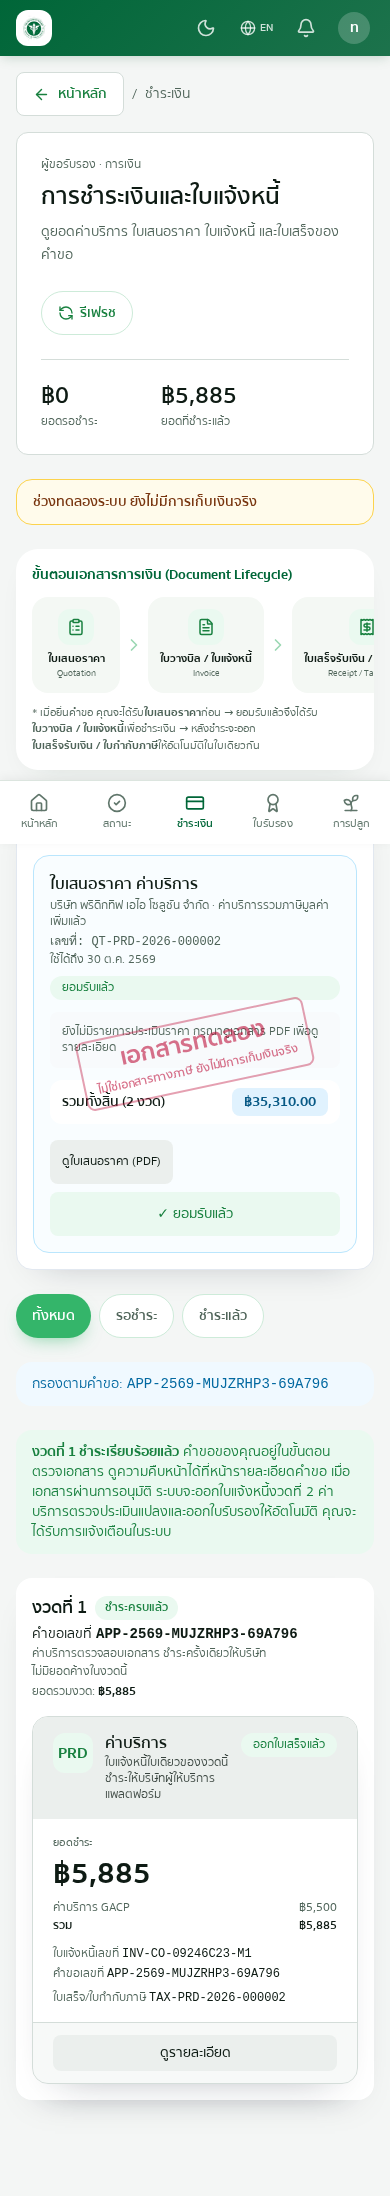 EN
ก
หน้าหลัก
/ ชำระเงิน
ผู้ขอรับรอง · การเงิน
การชำระเงินและใบแจ้งหนี้
ดูยอดค่าบริการ ใบเสนอราคา ใบแจ้งหนี้ และใบเสร็จของ
คำขอ
รีเฟรช
฿0
฿5,885
ยอดรอชำระ
ยอดที่ชำระแล้ว
ช่วงทดลองระบบ ยังไม่มีการเก็บเงินจริง
ขั้นตอนเอกสารการเงิน (Document Lifecycle)
ใบเสนอราคา
Quotation
ใบวางบิล / ใบแจ้งหนี้
Invoice
ใบเสร็จรับเงิน /
Receipt / Ta
* เมื่อยื่นคำขอ คุณจะได้รับใบเสนอราคาก่อน → ยอมรับแล้วจึงได้รับ
ใบวางบิล / ใบแจ้งหนี้เพื่อชำระเงิน → หลังชำระจะออก
ใบเสร็จรับเงิน / ใบกำกับภาษีให้อัตโนมัติในใบเดียวกัน
หน้าหลัก
สถานะ
ชำระเงิน
ใบรับรอง
การปลูก
ใบเสนอราคา ค่าบริการ
บริษัท พรีดิกทิฟ เอไอ โซลูชัน จำกัด · ค่าบริการรวมภาษีมูลค่า
เพิ่มแล้ว
เลขที่: QT-PRD-2026-000002
ใช้ได้ถึง 30 ต.ค. 2569
ยอมรับแล้ว
ยังไม่มีรายการประเมินราคา กรุณาดูเอกสาร PDF เพื่อดู
รายละเอียด
เอกสารทดลอง
ไม่ใช่เอกสารทางภาษี ยังไม่มีการเก็บเงินจริง
รวมทั้งสิ้น (2 งวด)
฿35,310.00
ดูใบเสนอราคา (PDF)
✓ ยอมรับแล้ว
ทั้งหมด
รอชำระ
ชำระแล้ว
กรองตามคำขอ: APP-2569-MUJZRHP3-69A796
งวดที่ 1 ชำระเรียบร้อยแล้ว คำขอของคุณอยู่ในขั้นตอน
ตรวจเอกสาร ดูความคืบหน้าได้ที่หน้ารายละเอียดคำขอ เมื่อ
เอกสารผ่านการอนุมัติ ระบบจะออกใบแจ้งหนี้งวดที่ 2 ค่า
บริการตรวจประเมินแปลงและออกใบรับรองให้อัตโนมัติ คุณจะ
ได้รับการแจ้งเตือนในระบบ
งวดที่ 1
ชำระครบแล้ว
คำขอเลขที่ APP-2569-MUJZRHP3-69A796
ค่าบริการตรวจสอบเอกสาร ชำระครั้งเดียวให้บริษัท
ไม่มียอดค้างในงวดนี้
ยอดรวมงวด: ฿5,885
PRD
ค่าบริการ
ใบแจ้งหนี้ใบเดียวของงวดนี้
ชำระให้บริษัทผู้ให้บริการ
แพลตฟอร์ม
ออกใบเสร็จแล้ว
ยอดชำระ
฿5,885
ค่าบริการ GACP
฿5,500
รวม
฿5,885
ใบแจ้งหนี้เลขที่ INV-CO-09246C23-M1
คำขอเลขที่ APP-2569-MUJZRHP3-69A796
ใบเสร็จ/ใบกำกับภาษี TAX-PRD-2026-000002
ดูรายละเอียด